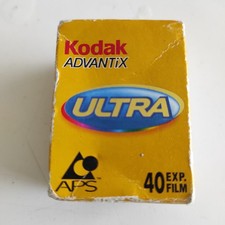 Kodak
ADVANTiX
ULTRA
APS
40 EXP.
FILM